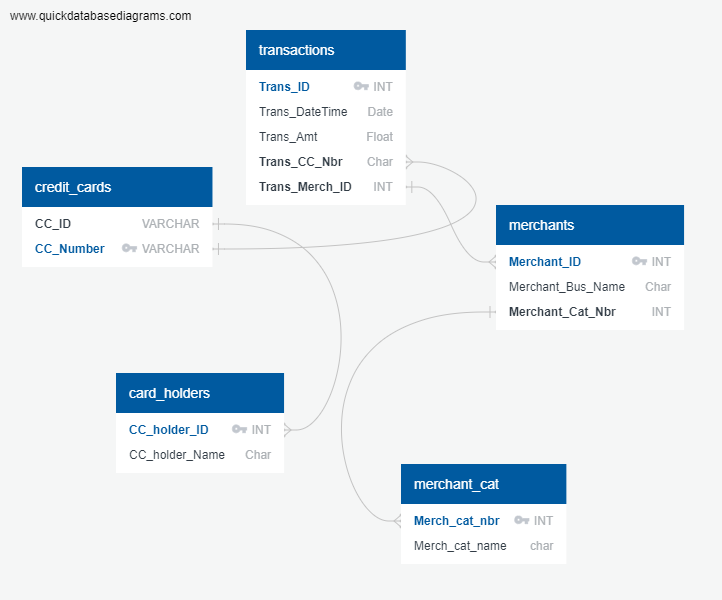 www.quickdatabasediagrams.com
transactions
Trans_ID INT
Trans_DateTime Date
Trans_Amt Float
Trans_CC_Nbr Char
Trans_Merch_ID INT
credit_cards
CC_ID VARCHAR
CC_Number VARCHAR
merchants
Merchant_ID INT
Merchant_Bus_Name Char
Merchant_Cat_Nbr INT
card_holders
CC_holder_ID INT
CC_holder_Name Char
merchant_cat
Merch_cat_nbr INT
Merch_cat_name char